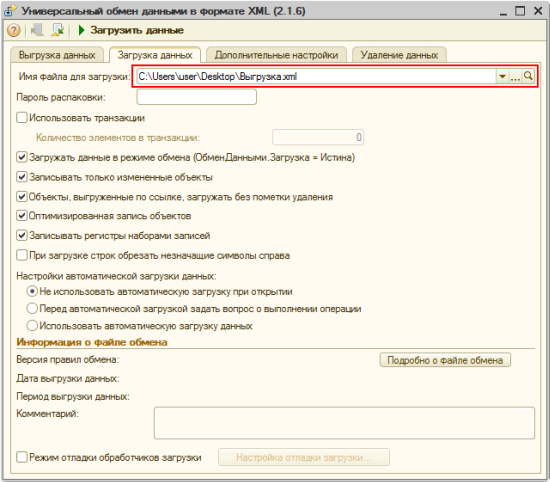 Универсальный обмен данными в формате XML (2.1.6)
Загрузить данные
Выгрузка данных Загрузка данных Дополнительные настройки Удаление данных
Имя файла для загрузки: C:\Users\user\Desktop\Выгрузка.xml
Пароль распаковки:
Использовать транзакции
Количество элементов в транзакции: 0
Загружать данные в режиме обмена (ОбменДанными.Загрузка = Истина)
Записывать только измененные объекты
Объекты, выгруженные по ссылке, загружать без пометки удаления
Оптимизированная запись объектов
Записывать регистры наборами записей
При загрузке строк обрезать незначащие символы справа
Настройки автоматической загрузки данных:
Не использовать автоматическую загрузку при открытии
Перед автоматической загрузкой задать вопрос о выполнении операции
Использовать автоматическую загрузку данных
Информация о файле обмена
Версия правил обмена: Подробно о файле обмена
Дата выгрузки данных:
Период выгрузки данных:
Комментарий:
Режим отладки обработчиков загрузки Настройка отладки загрузки...